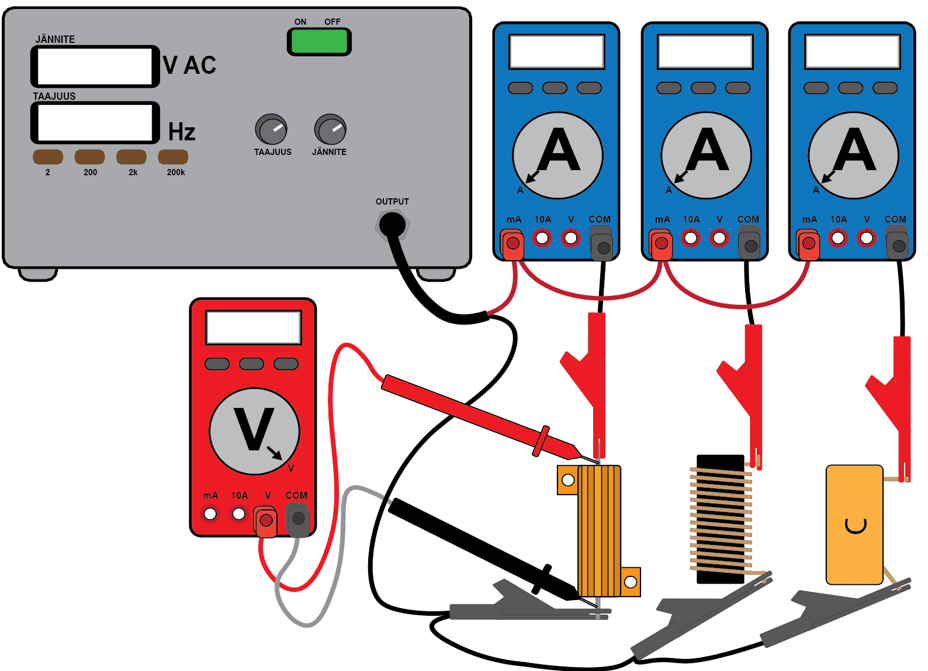 JÄNNITE
V AC
TAAJUUS
Hz
2 200 2k 200k
ON OFF
TAAJUUS JÄNNITE
OUTPUT
A
A
mA 10A V COM
A
A
mA 10A V COM
A
A
mA 10A V COM
V
V
mA 10A V COM
C